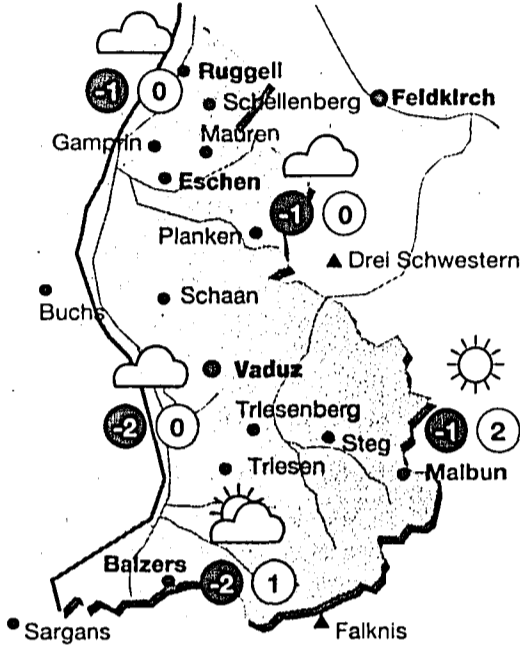 Ruggell
-1 0
Schellenberg
Feldkirch
Gamprin
Mauren
Eschen
-1 0
Planken
Drei Schwestern
Buchs
Schaan
Vaduz
-2 0
Triesenberg
Steg
-1 2
Triesen
Malbun
Balzers
-2 1
Sargans
Falknis